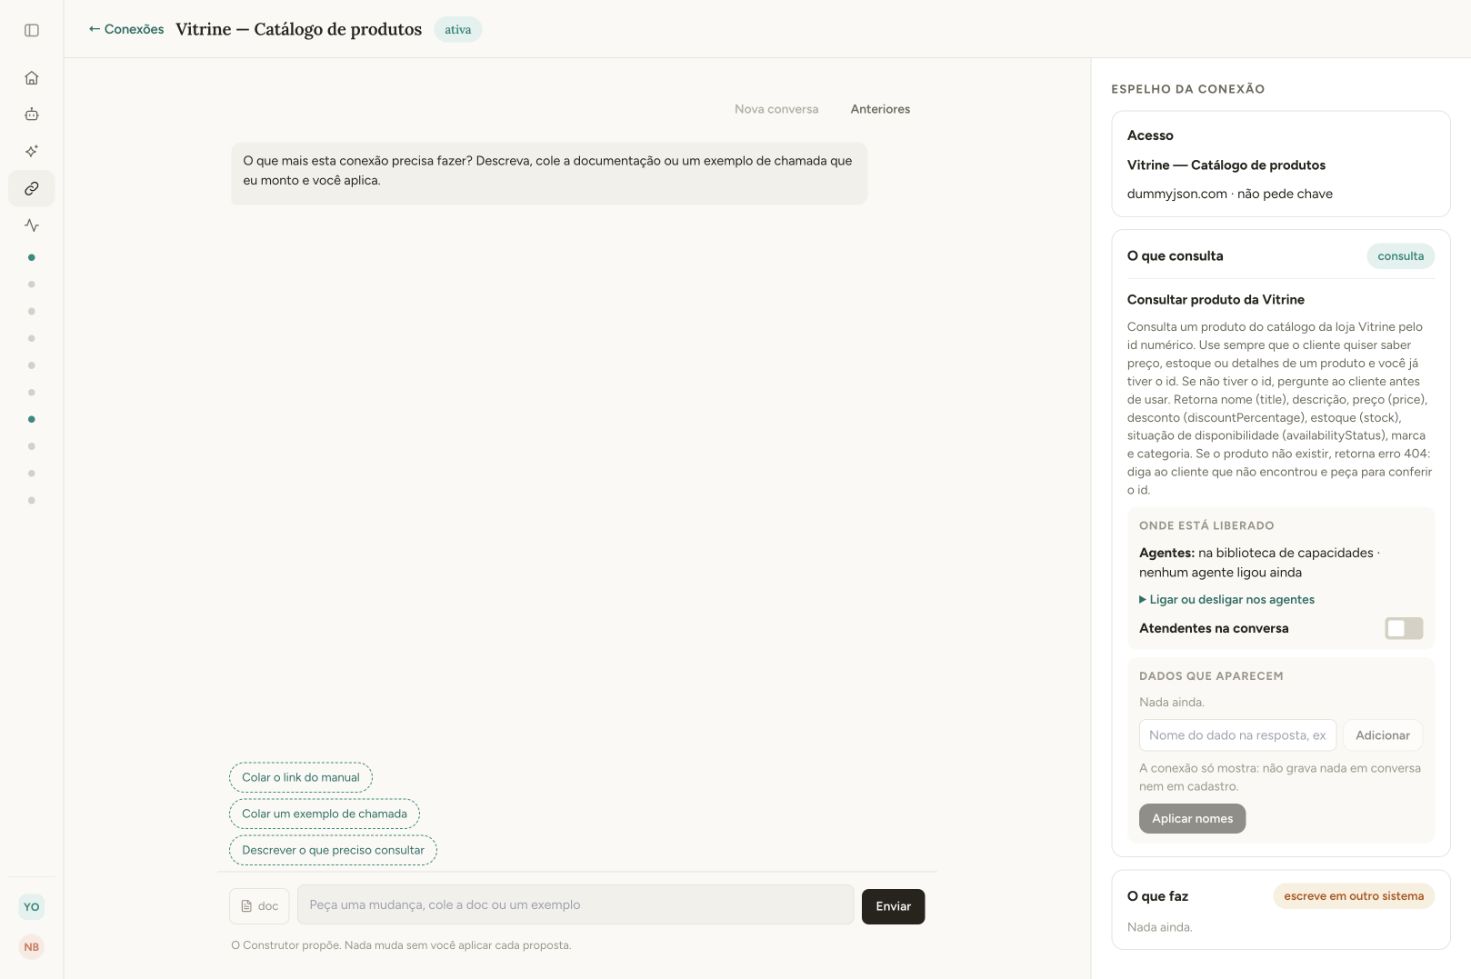 ← Conexões Vitrine — Catálogo de produtos ativa
Nova conversa Anteriores
O que mais esta conexão precisa fazer? Descreva, cole a documentação ou um exemplo de chamada que
eu monto e você aplica.
Colar o link do manual
Colar um exemplo de chamada
Descrever o que preciso consultar
doc Peça uma mudança, cole a doc ou um exemplo Enviar
O Construtor propõe. Nada muda sem você aplicar cada proposta.
YO
NB
ESPELHO DA CONEXÃO
Acesso
Vitrine — Catálogo de produtos
dummyjson.com · não pede chave
O que consulta consulta
Consultar produto da Vitrine
Consulta um produto do catálogo da loja Vitrine pelo
id numérico. Use sempre que o cliente quiser saber
preço, estoque ou detalhes de um produto e você já
tiver o id. Se não tiver o id, pergunte ao cliente antes
de usar. Retorna nome (title), descrição, preço (price),
desconto (discountPercentage), estoque (stock),
situação de disponibilidade (availabilityStatus), marca
e categoria. Se o produto não existir, retorna erro 404:
diga ao cliente que não encontrou e peça para conferir
o id.
ONDE ESTÁ LIBERADO
Agentes: na biblioteca de capacidades ·
nenhum agente ligou ainda
▶ Ligar ou desligar nos agentes
Atendentes na conversa
DADOS QUE APARECEM
Nada ainda.
Nome do dado na resposta, ex Adicionar
A conexão só mostra: não grava nada em conversa
nem em cadastro.
Aplicar nomes
O que faz escreve em outro sistema
Nada ainda.